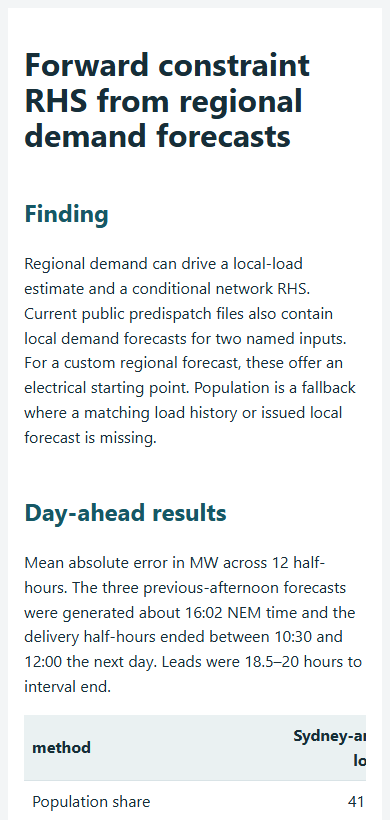 Forward constraint
RHS from regional
demand forecasts
Finding
Regional demand can drive a local-load
estimate and a conditional network RHS.
Current public predispatch files also contain
local demand forecasts for two named inputs.
For a custom regional forecast, these offer an
electrical starting point. Population is a fallback
where a matching load history or issued local
forecast is missing.
Day-ahead results
Mean absolute error in MW across 12 half-
hours. The three previous-afternoon forecasts
were generated about 16:02 NEM time and the
delivery half-hours ended between 10:30 and
12:00 the next day. Leads were 18.5–20 hours to
interval end.
method
Population share 41